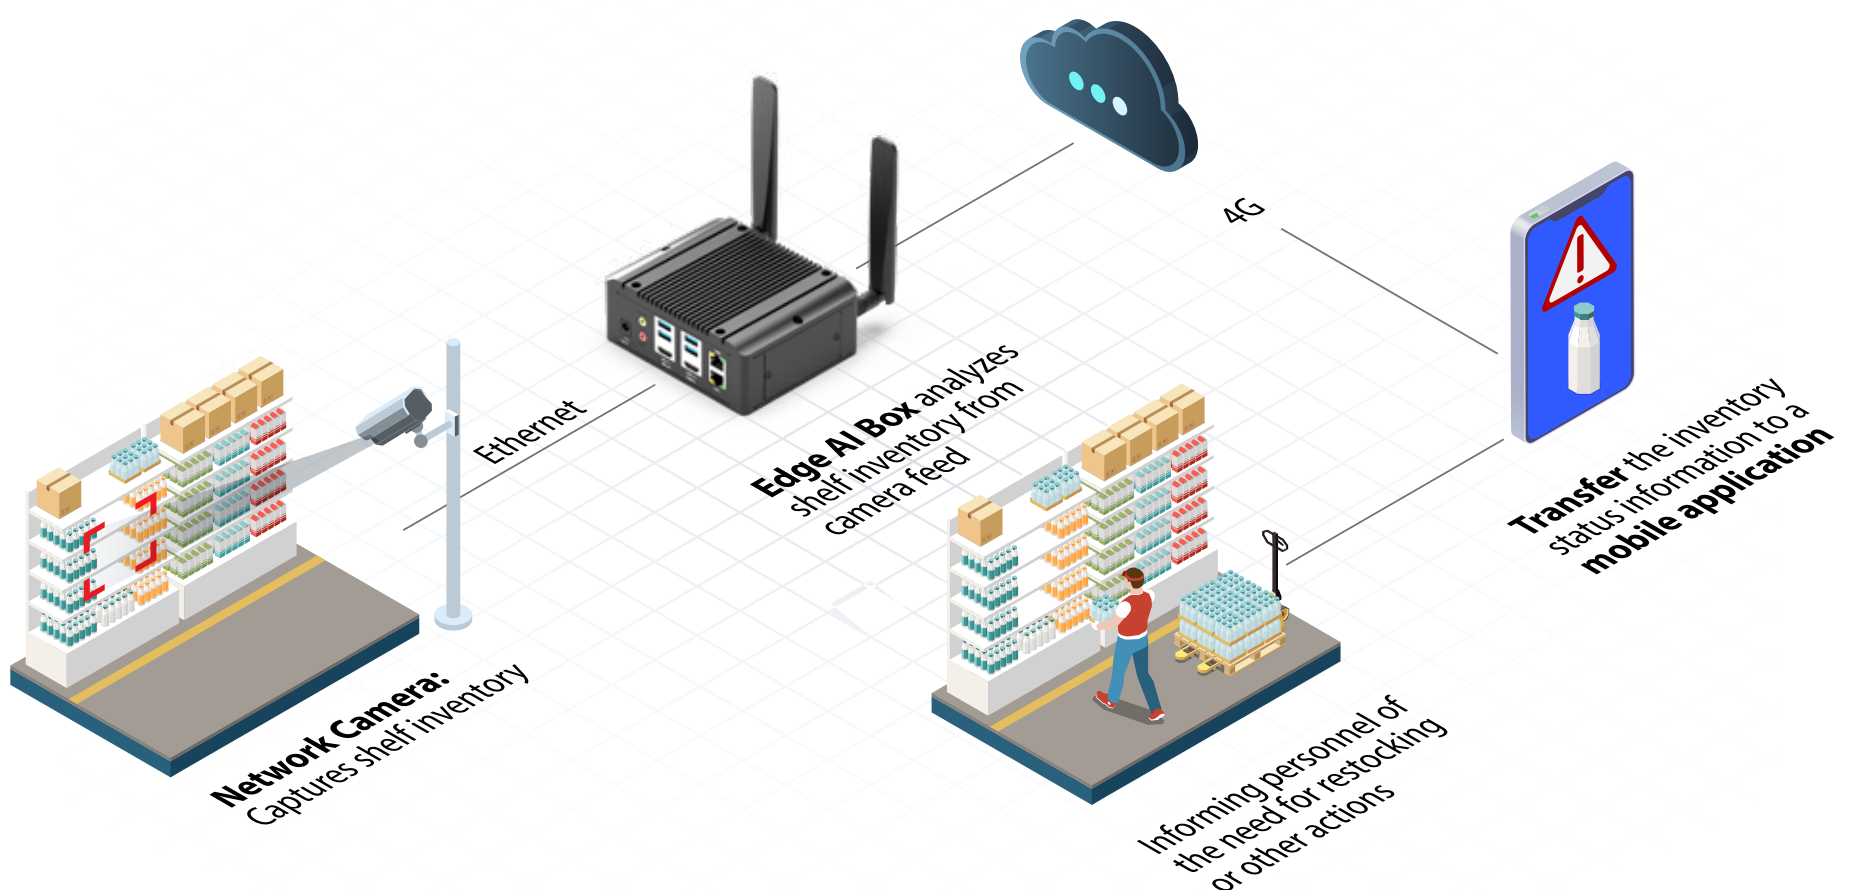 4G
Ethernet
Edge AI Box analyzes
shelf inventory from
camera feed
Transfer the inventory
status information to a
mobile application
Network Camera:
Captures shelf inventory
Informing personnel of
the need for restocking
or other actions